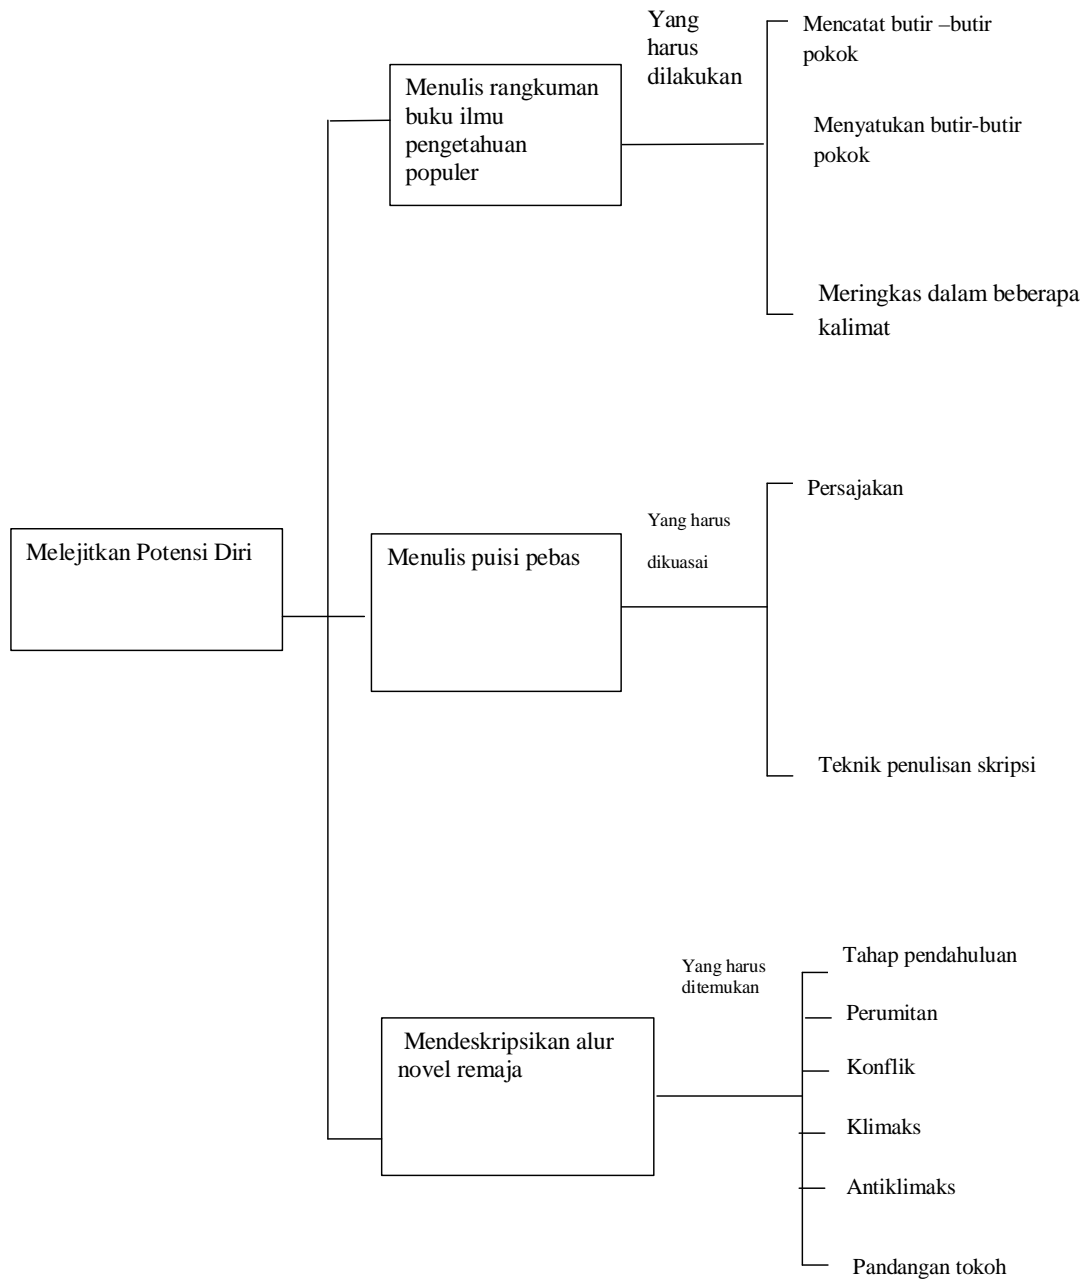 Yang
harus
dilakukan
Mencatat butir –butir
pokok
Menulis rangkuman
buku ilmu
pengetahuan
populer
Menyatukan butir-butir
pokok
Meringkas dalam beberapa
kalimat
Persajakan
Yang harus
dikuasai
Melejitkan Potensi Diri
Menulis puisi pebas
Teknik penulisan skripsi
Tahap pendahuluan
Yang harus
ditemukan
Perumitan
Mendeskripsikan alur
novel remaja
Konflik
Klimaks
Antiklimaks
Pandangan tokoh